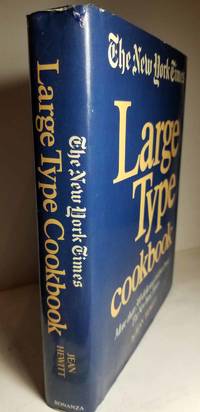 The New York Times
Large Type Cookbook
JEAN HEWITT
BONANZA
The New York Times
Large
Type
Cookbook